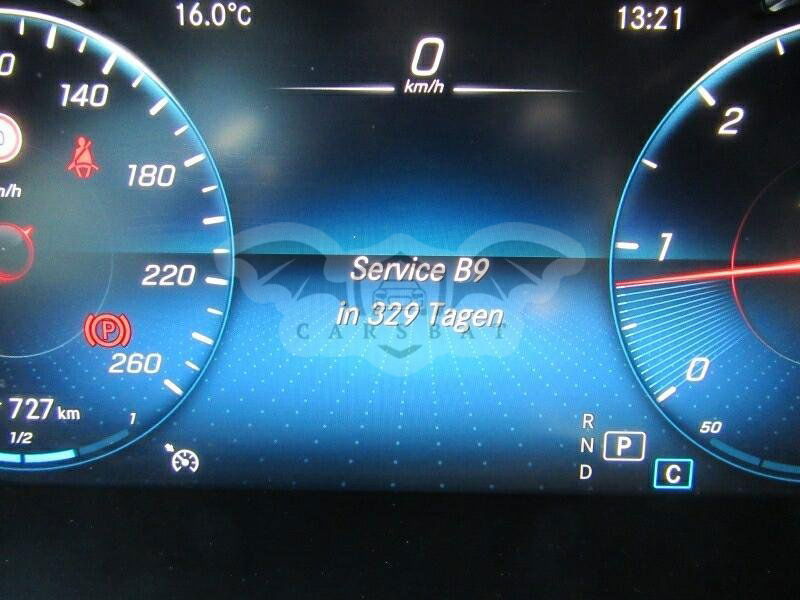 16.0°C
13:21
0
km/h
140
180
220
260
2
1
0
Service B9
in 329 Tagen
CARSBAT
P
727 km
1/2
1
50
R
N
D
P
C